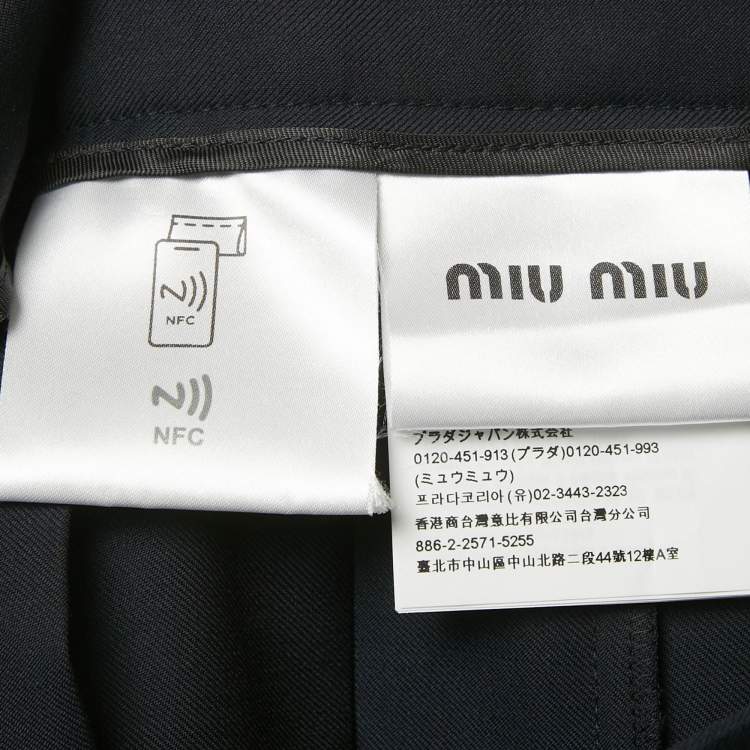 NFC
NFC
miu miu
プラダジャパン株式会社
0120-451-913(プラダ)0120-451-993
(ミュウミュウ)
프라다코리아(유)02-3443-2323
香港商台灣意比有限公司台灣分公司
886-2-2571-5255
臺北市中山區中山北路二段44號12樓A室